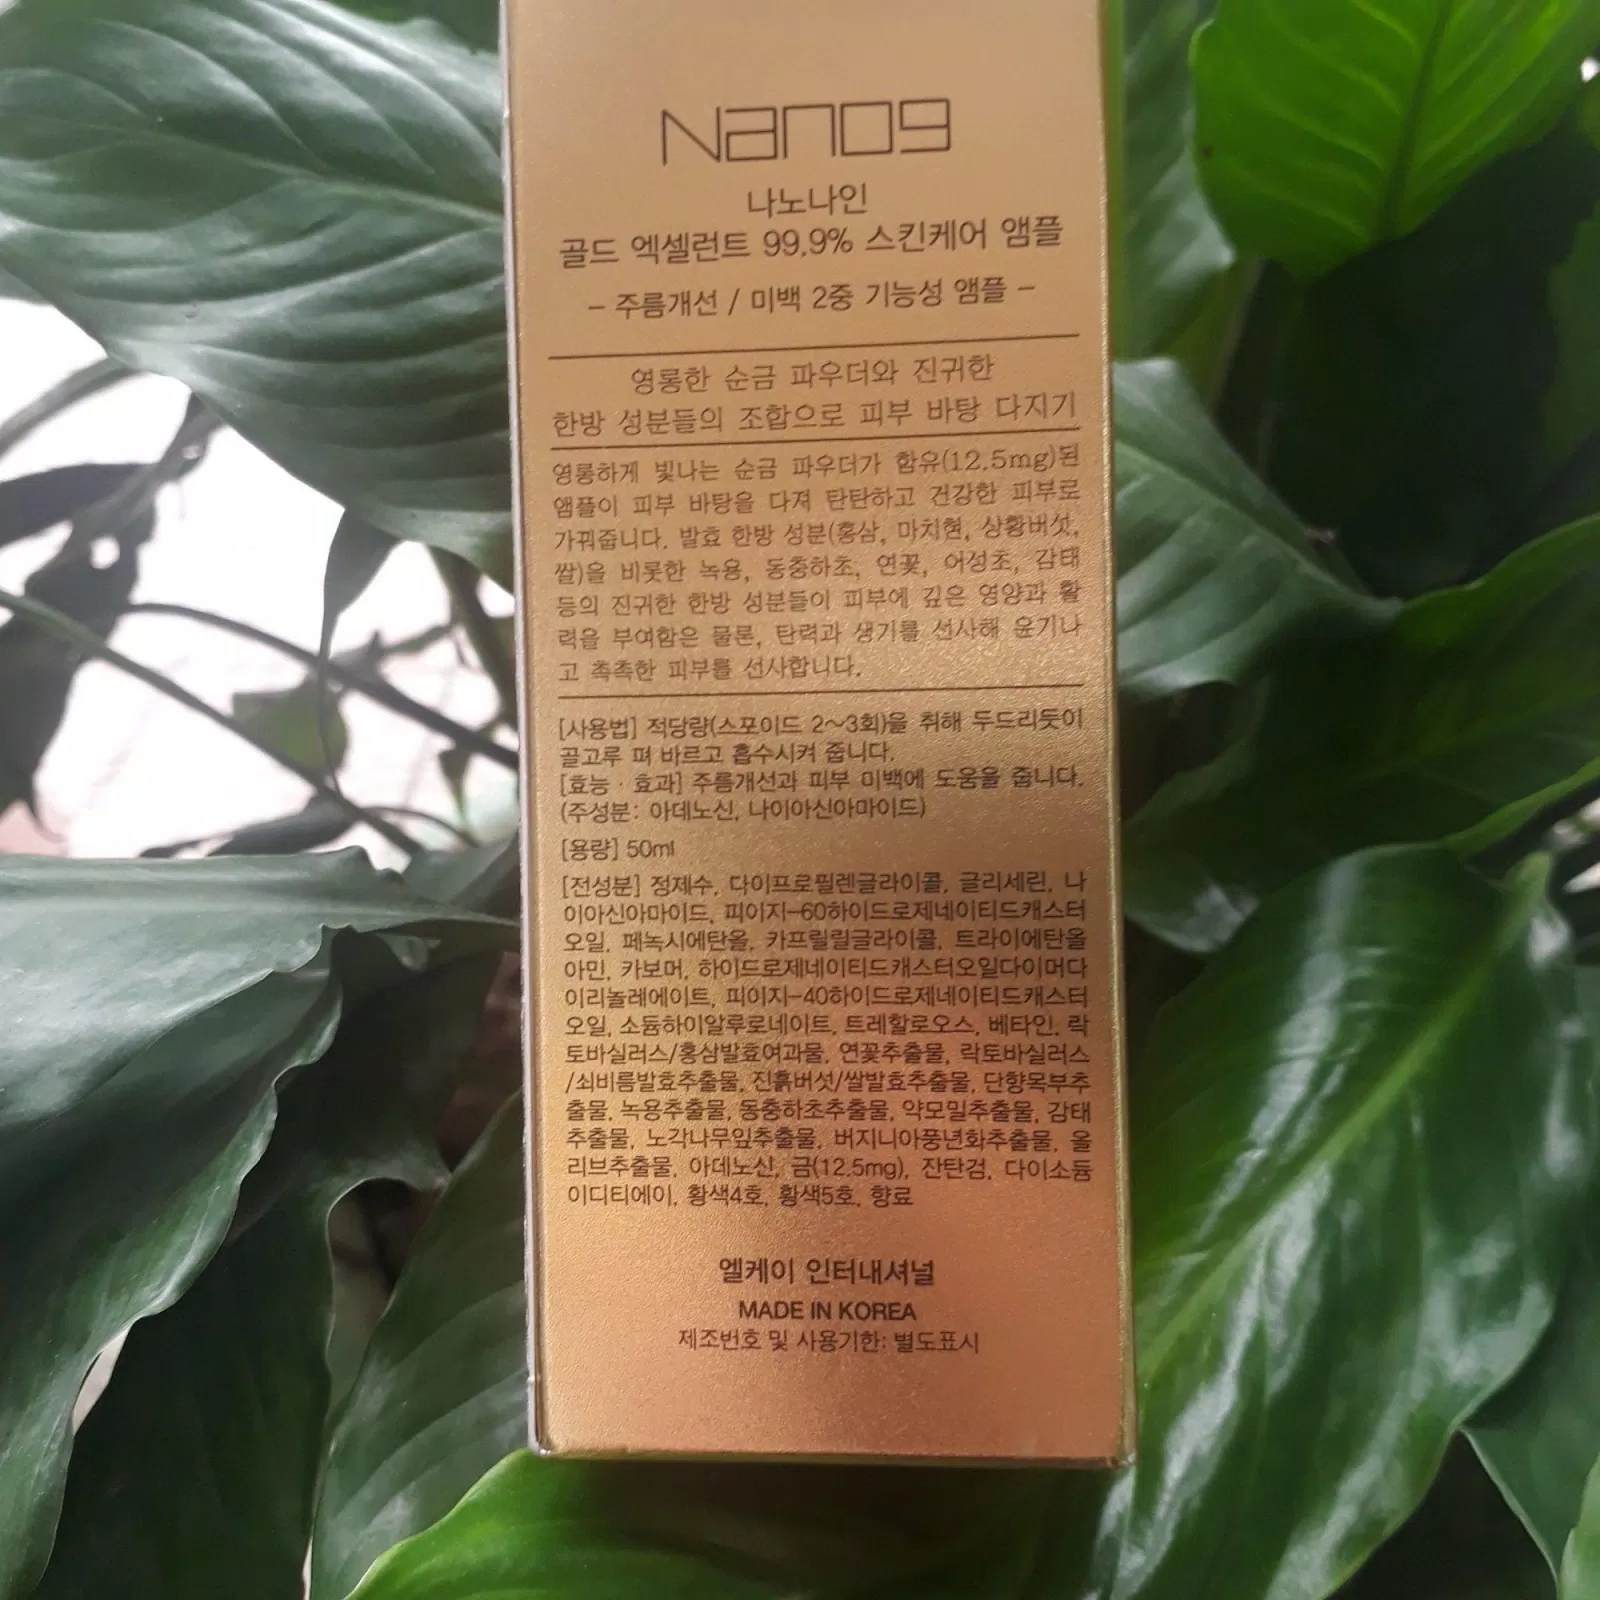 Nano9
나노나인
골드 엑셀런트 99.9% 스킨케어 앰플
- 주름개선 / 미백 2중 기능성 앰플 -
영롱한 순금 파우더와 진귀한
한방 성분들의 조합으로 피부 바탕 다지기
영롱하게 빛나는 순금 파우더가 함유(12.5mg)된
앰플이 피부 바탕을 다져 탄탄하고 건강한 피부로
가꿔줍니다. 발효 한방 성분(홍삼, 마치현, 상황버섯,
쌀)을 비롯한 녹용, 동충하초, 연꽃, 어성초, 감태
등의 진귀한 한방 성분들이 피부에 깊은 영양과 활
력을 부여함은 물론, 탄력과 생기를 선사해 윤기나
고 촉촉한 피부를 선사합니다.
[사용법] 적당량(스포이드 2~3회)을 취해 두드리듯이
골고루 펴 바르고 흡수시켜 줍니다.
[효능 · 효과] 주름개선과 피부 미백에 도움을 줍니다.
(주성분: 아데노신, 나이아신아마이드)
[용량] 50ml
[전성분] 정제수, 다이프로필렌글라이콜, 글리세린, 나
이아신아마이드, 피이지-60하이드로제네이티드캐스터
오일, 페녹시에탄올, 카프릴릴글라이콜, 트라이에탄올
아민, 카보머, 하이드로제네이티드캐스터오일다이머다
이리놀레에이트, 피이지-40하이드로제네이티드캐스터
오일, 소듐하이알루로네이트, 트레할로오스, 베타인, 락
토바실러스/홍삼발효여과물, 연꽃추출물, 락토바실러스
/쇠비름발효추출물, 진흙버섯/쌀발효추출물, 단향목부추
출물, 녹용추출물, 동충하초추출물, 약모밀추출물, 감태
추출물, 노각나무잎추출물, 버지니아풍년화추출물, 올
리브추출물, 아데노신, 금(12.5mg), 잔탄검, 다이소듐
이디티에이, 황색4호, 황색5호, 향료
엘케이 인터내셔널
MADE IN KOREA
제조번호 및 사용기한: 별도표시